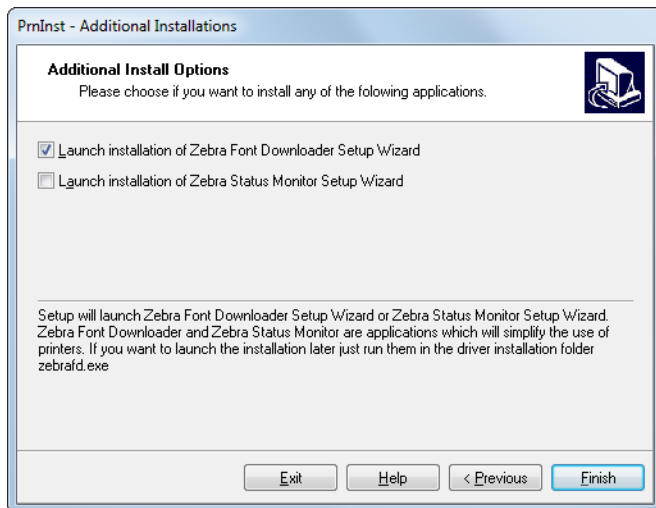 PrnInst - Additional Installations
Additional Install Options
Please choose if you want to install any of the folowing applications.
Launch installation of Zebra Font Downloader Setup Wizard
Launch installation of Zebra Status Monitor Setup Wizard
Setup will launch Zebra Font Downloader Setup Wizard or Zebra Status Monitor Setup Wizard.
Zebra Font Downloader and Zebra Status Monitor are applications which will simplify the use of
printers. If you want to launch the installation later just run them in the driver installation folder
zebrafd.exe
Exit Help < Previous Finish